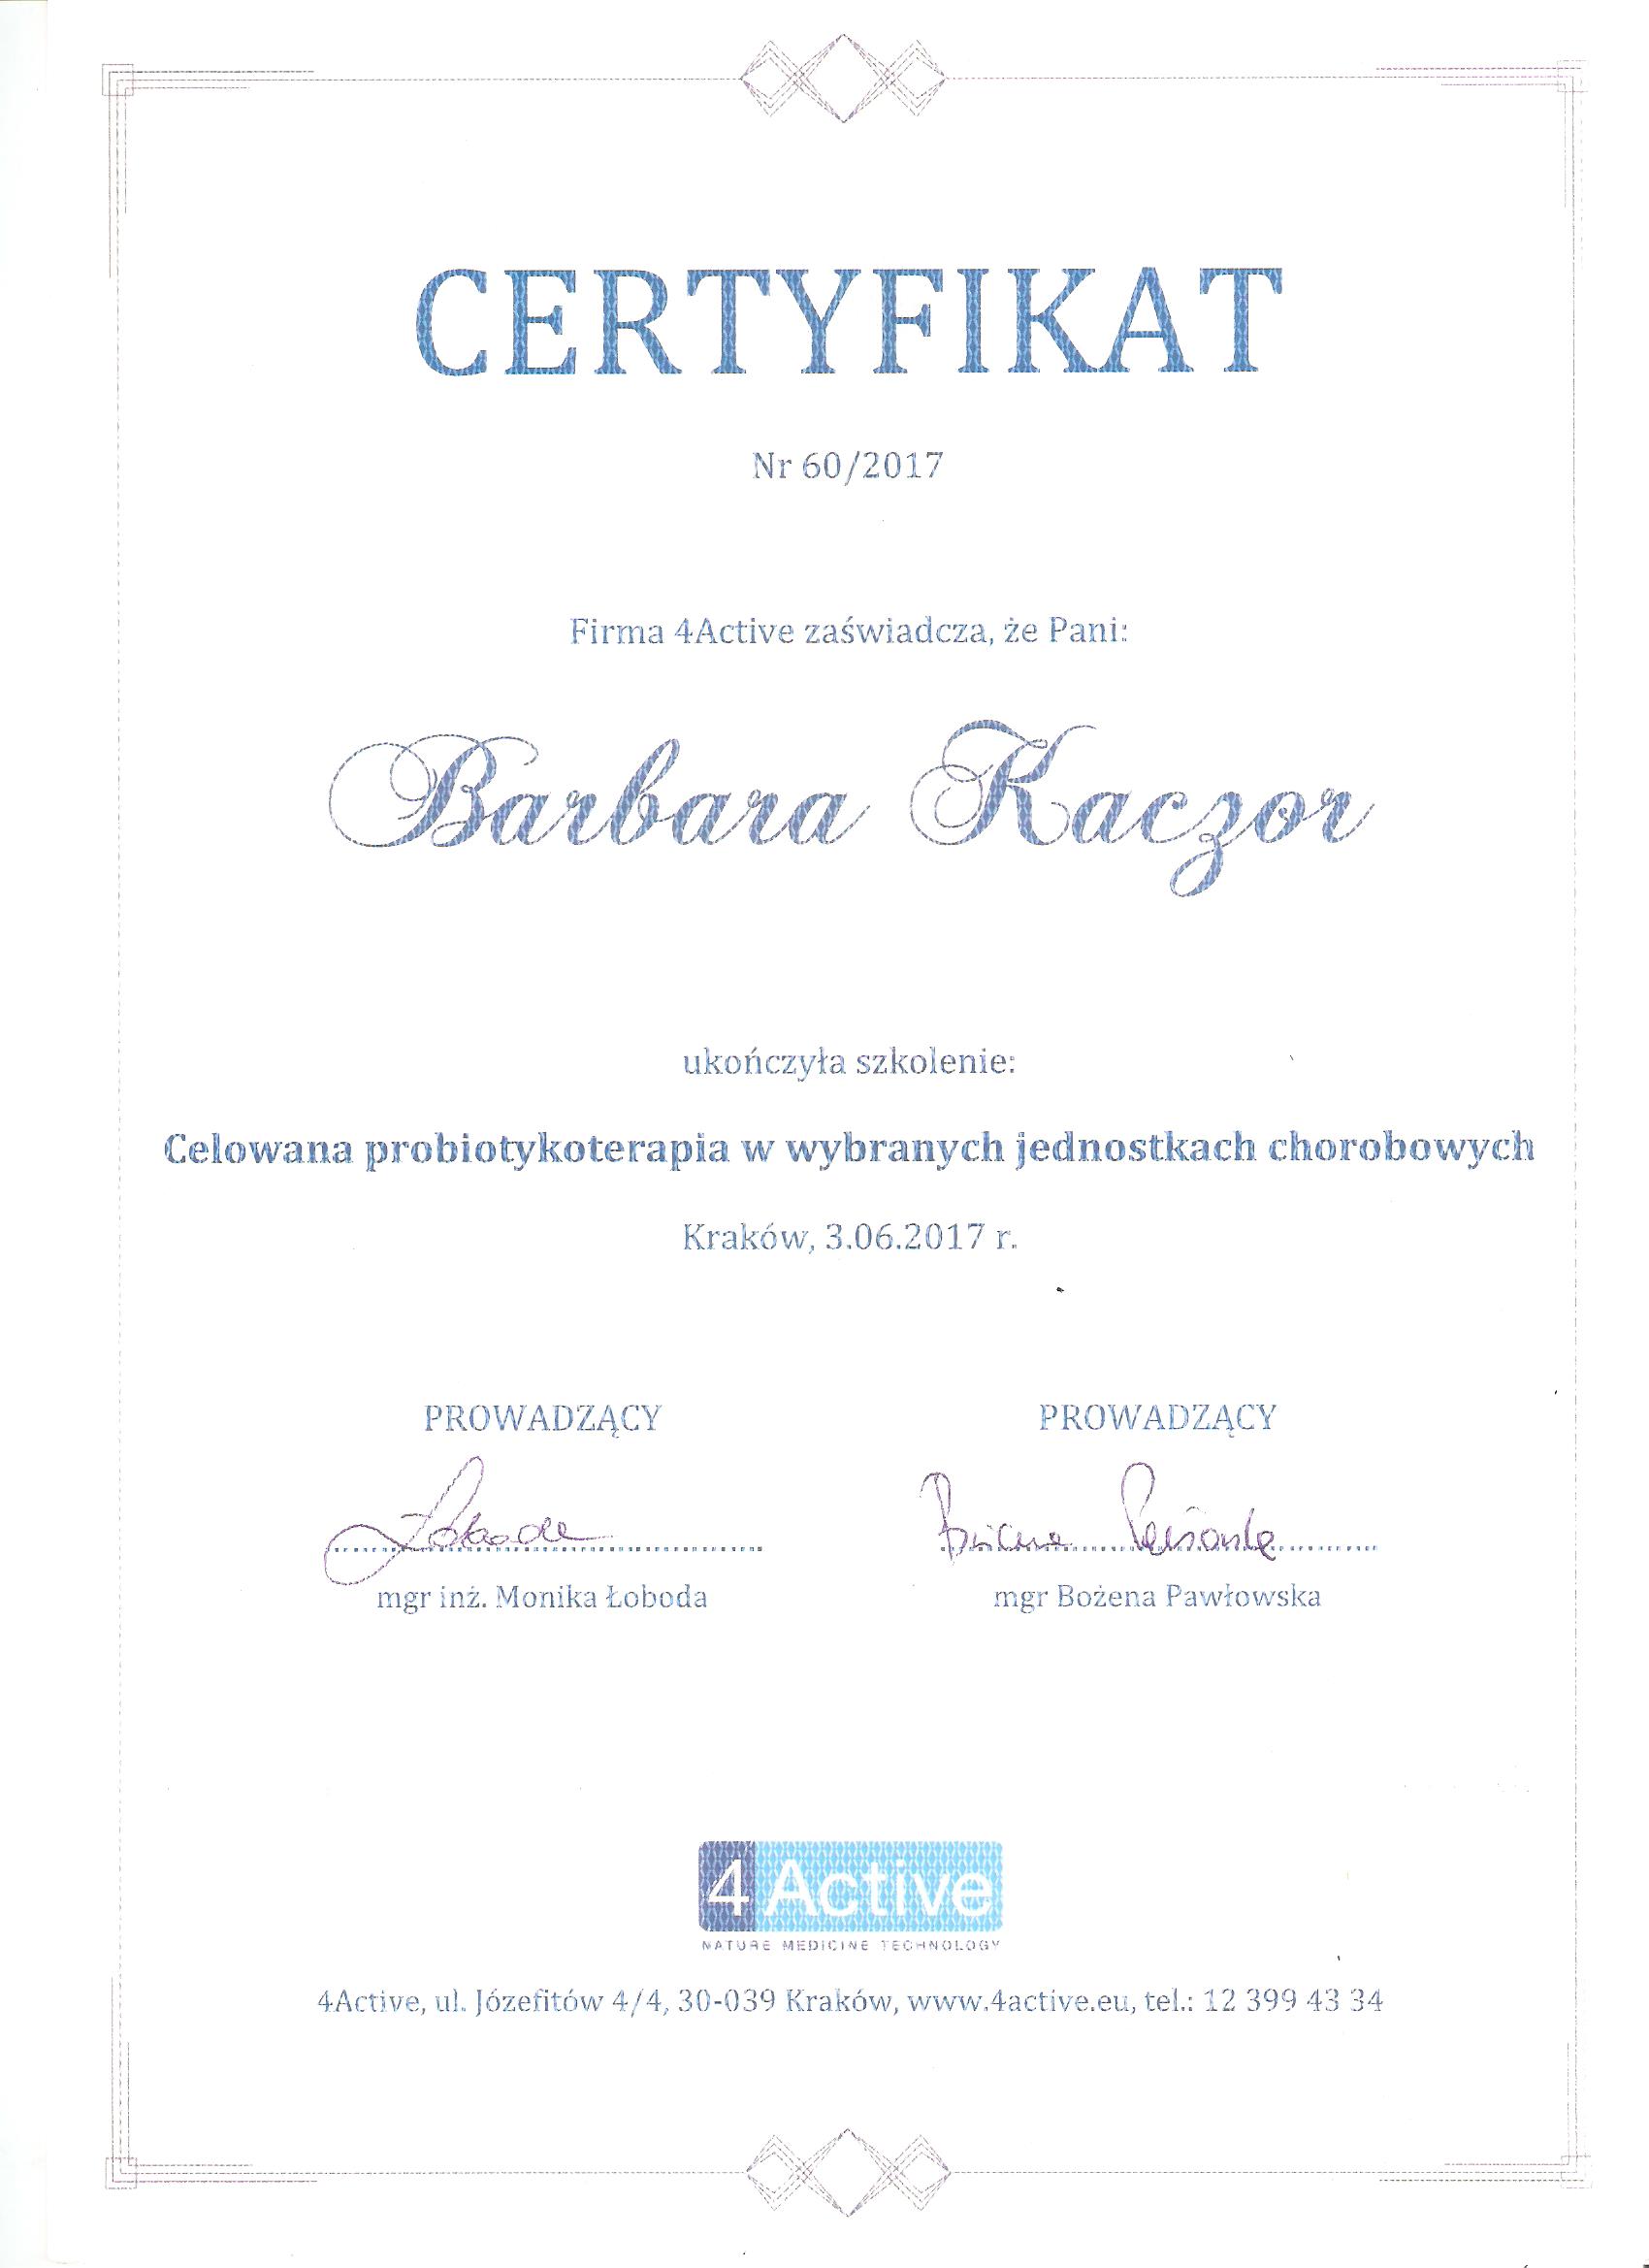 CERTYFIKAT
Nr 60/2017
Firma 4Active zaświadcza, że Pani:
Barbara Kaczor
ukończyła szkolenie:
Celowana probiotykoterapia w wybranych jednostkach chorobowych
Kraków, 3.06.2017 r.
PROWADZĄCY PROWADZĄCY
Łoboda
mgr inż. Monika Łoboda mgr Bożena Pawłowska
4Active
NATURE MEDICINE TECHNOLOGY
4Active, ul. Józefitów 4/4, 30-039 Kraków, www.4active.eu, tel.: 12 399 43 34